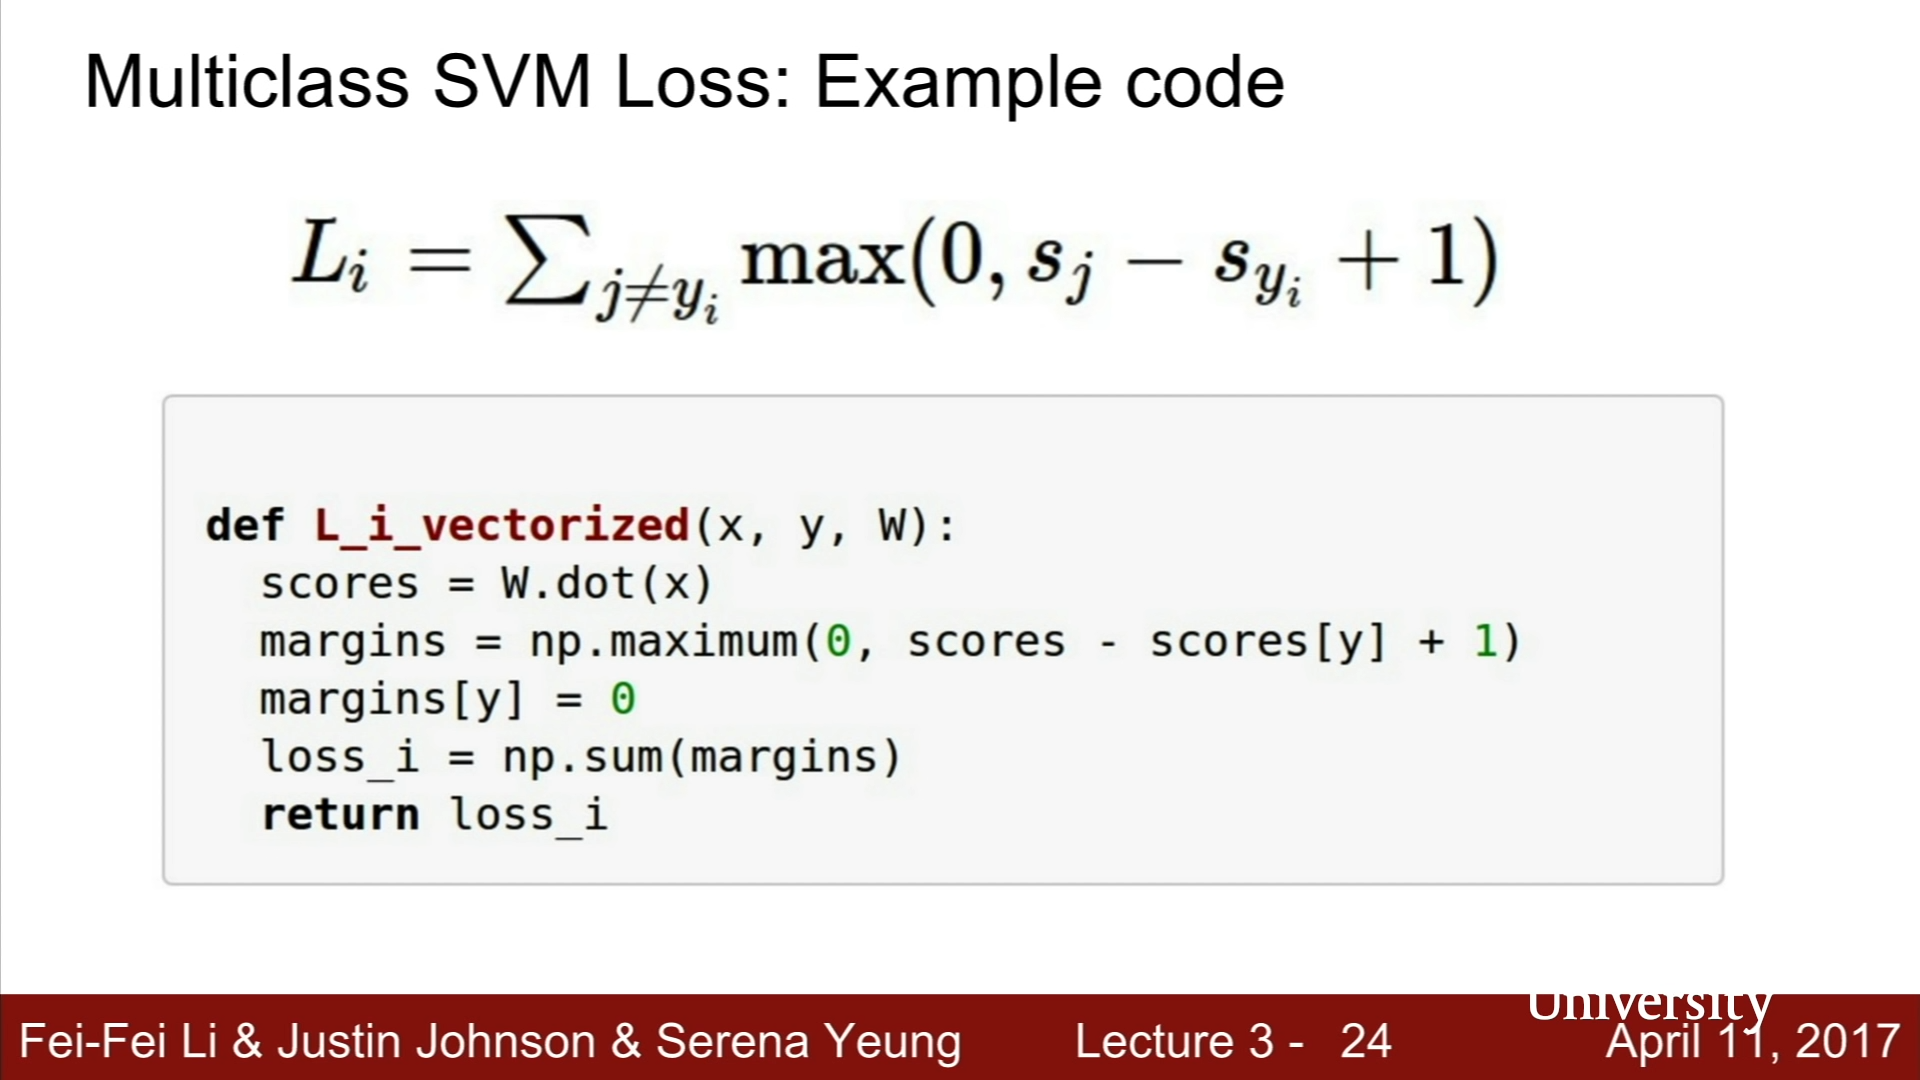 Multiclass SVM Loss: Example code
L_i = ∑_{j≠y_i} max(0, s_j − s_{y_i} + 1)
def L_i_vectorized(x, y, W):
  scores = W.dot(x)
  margins = np.maximum(0, scores - scores[y] + 1)
  margins[y] = 0
  loss_i = np.sum(margins)
  return loss_i
University
Fei-Fei Li & Justin Johnson & Serena Yeung Lecture 3 - 24 April 11, 2017